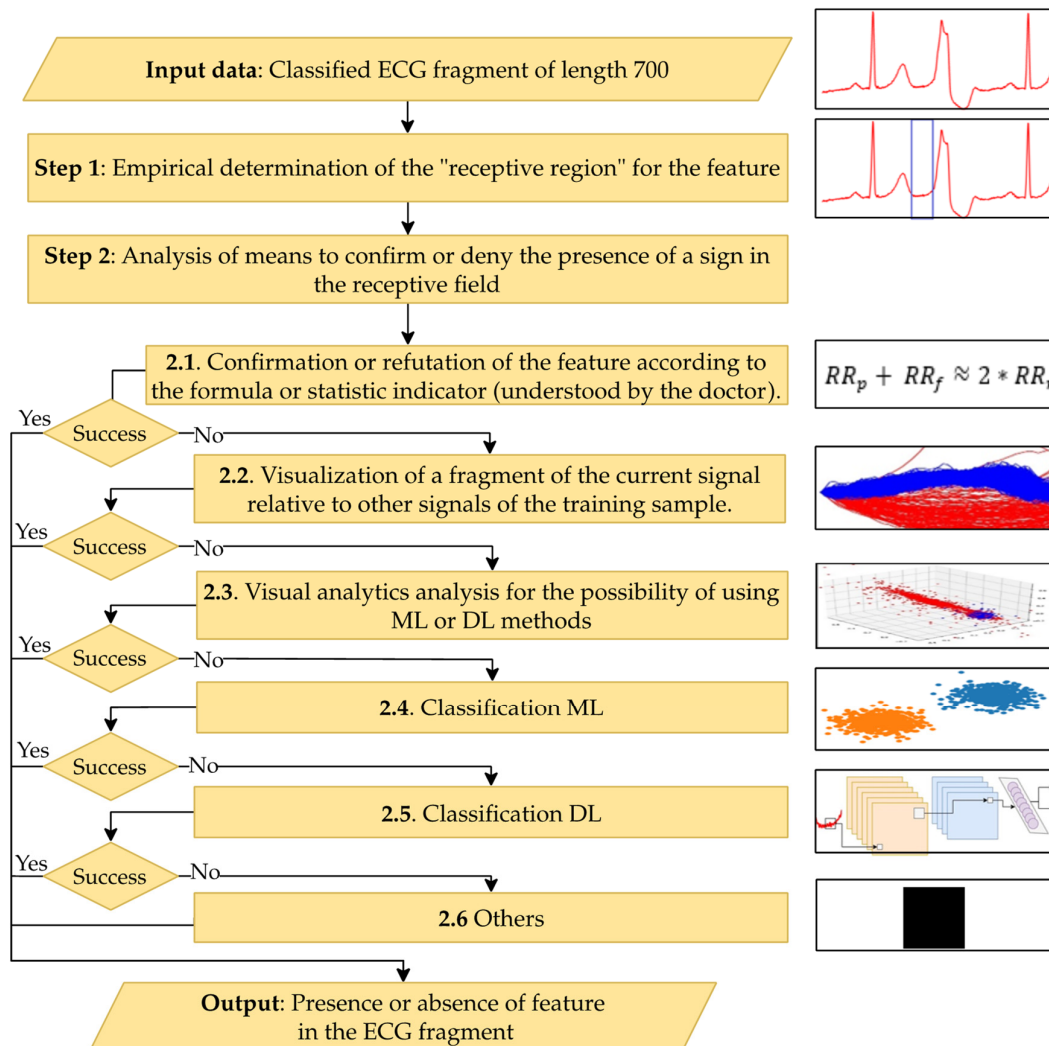 Input data: Classified ECG fragment of length 700
Step 1: Empirical determination of the "receptive region" for the feature
Step 2: Analysis of means to confirm or deny the presence of a sign in
the receptive field
2.1. Confirmation or refutation of the feature according to
the formula or statistic indicator (understood by the doctor).
RR_p + RR_f ≈ 2 * RR
Yes
Success
No
2.2. Visualization of a fragment of the current signal
relative to other signals of the training sample.
Yes
Success
No
2.3. Visual analytics analysis for the possibility of using
ML or DL methods
Yes
Success
No
2.4. Classification ML
Yes
Success
No
2.5. Classification DL
Yes
Success
No
2.6 Others
Output: Presence or absence of feature
in the ECG fragment